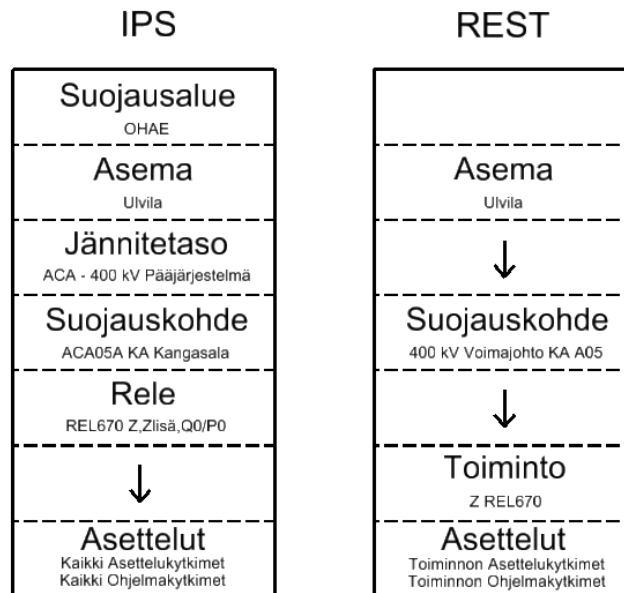 IPS
Suojausalue
OHAE
Asema
Ulvila
Jännitetaso
ACA - 400 kV Pääjärjestelmä
Suojauskohde
ACA05A KA Kangasala
Rele
REL670 Z,Zlisä,Q0/P0
Asettelut
Kaikki Asettelukytkimet
Kaikki Ohjelmakytkimet
REST
Asema
Ulvila
Suojauskohde
400 kV Voimajohto KA A05
Toiminto
Z REL670
Asettelut
Toiminnon Asettelukytkimet
Toiminnon Ohjelmakytkimet